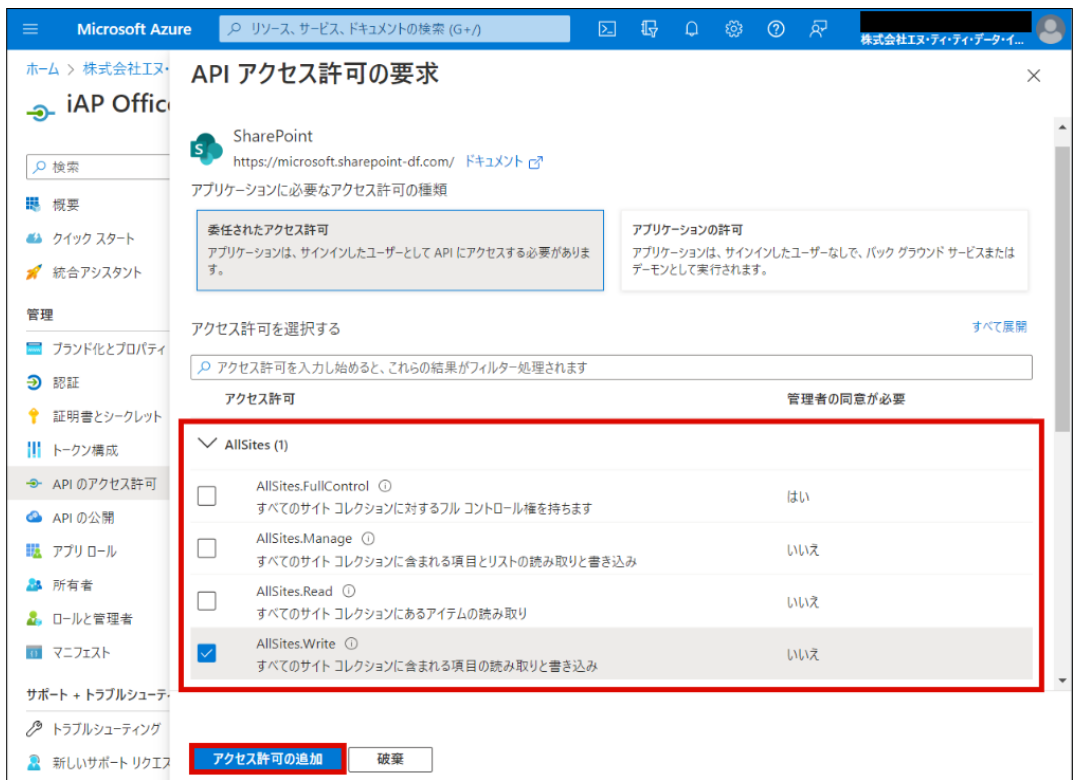 Microsoft Azure
リソース、サービス、ドキュメントの検索 (G+/)
株式会社エヌ・ティ・ティ・データ・イ...
ホーム > 株式会社エヌ・
iAP Offic
検索
概要
クイック スタート
統合アシスタント
管理
ブランド化とプロパティ
認証
証明書とシークレット
トークン構成
API のアクセス許可
API の公開
アプリ ロール
所有者
ロールと管理者
マニフェスト
サポート + トラブルシューテ
トラブルシューティング
新しいサポート リクエス
API アクセス許可の要求
SharePoint
https://microsoft.sharepoint-df.com/ ドキュメント
アプリケーションに必要なアクセス許可の種類
委任されたアクセス許可
アプリケーションは、サインインしたユーザーとして API にアクセスする必要がありま
す。
アプリケーションの許可
アプリケーションは、サインインしたユーザーなしで、バック グラウンド サービスまたは
デーモンとして実行されます。
アクセス許可を選択する すべて展開
アクセス許可を入力し始めると、これらの結果がフィルター処理されます
アクセス許可 管理者の同意が必要
AllSites (1)
AllSites.FullControl
すべてのサイト コレクションに対するフル コントロール権を持ちます はい
AllSites.Manage
すべてのサイト コレクションに含まれる項目とリストの読み取りと書き込み いいえ
AllSites.Read
すべてのサイト コレクションにあるアイテムの読み取り いいえ
AllSites.Write
すべてのサイト コレクションに含まれる項目の読み取りと書き込み いいえ
アクセス許可の追加 破棄